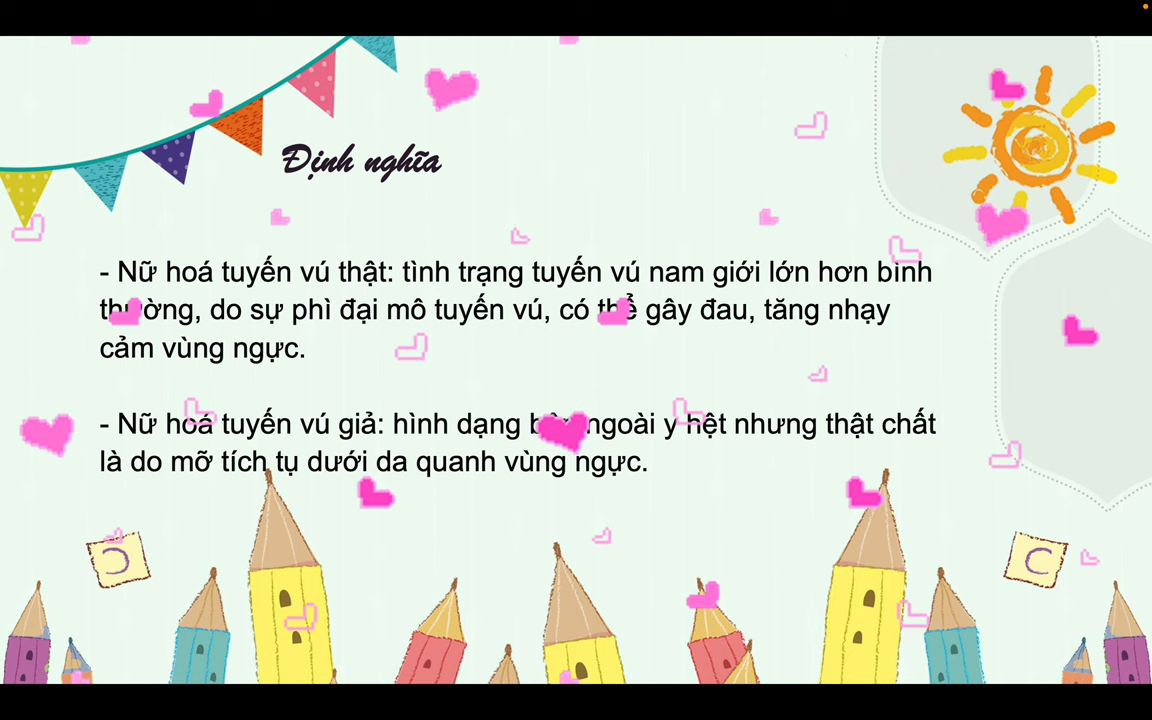 Định nghĩa
- Nữ hoá tuyến vú thật: tình trạng tuyến vú nam giới lớn hơn bình
thường, do sự phì đại mô tuyến vú, có thể gây đau, tăng nhạy
cảm vùng ngực.
- Nữ hoá tuyến vú giả: hình dạng bên ngoài y hệt nhưng thật chất
là do mỡ tích tụ dưới da quanh vùng ngực.